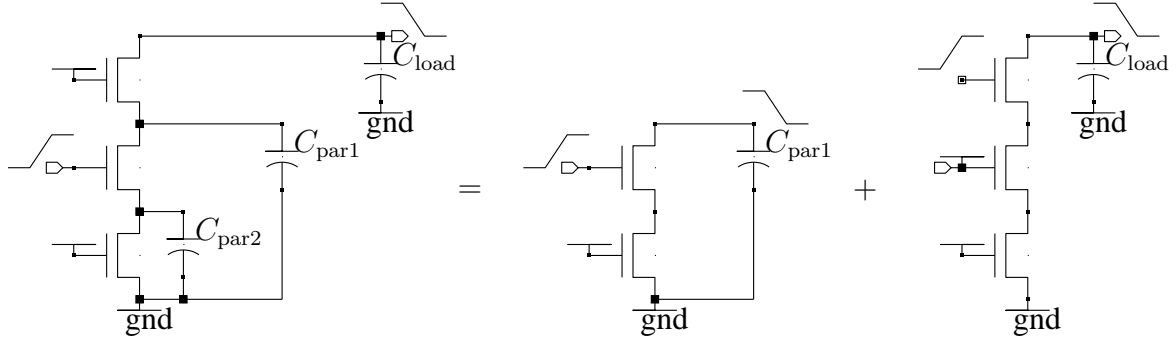 C_load
gnd
C_par1
C_par2
gnd
=
C_par1
gnd
+
C_load
gnd
gnd